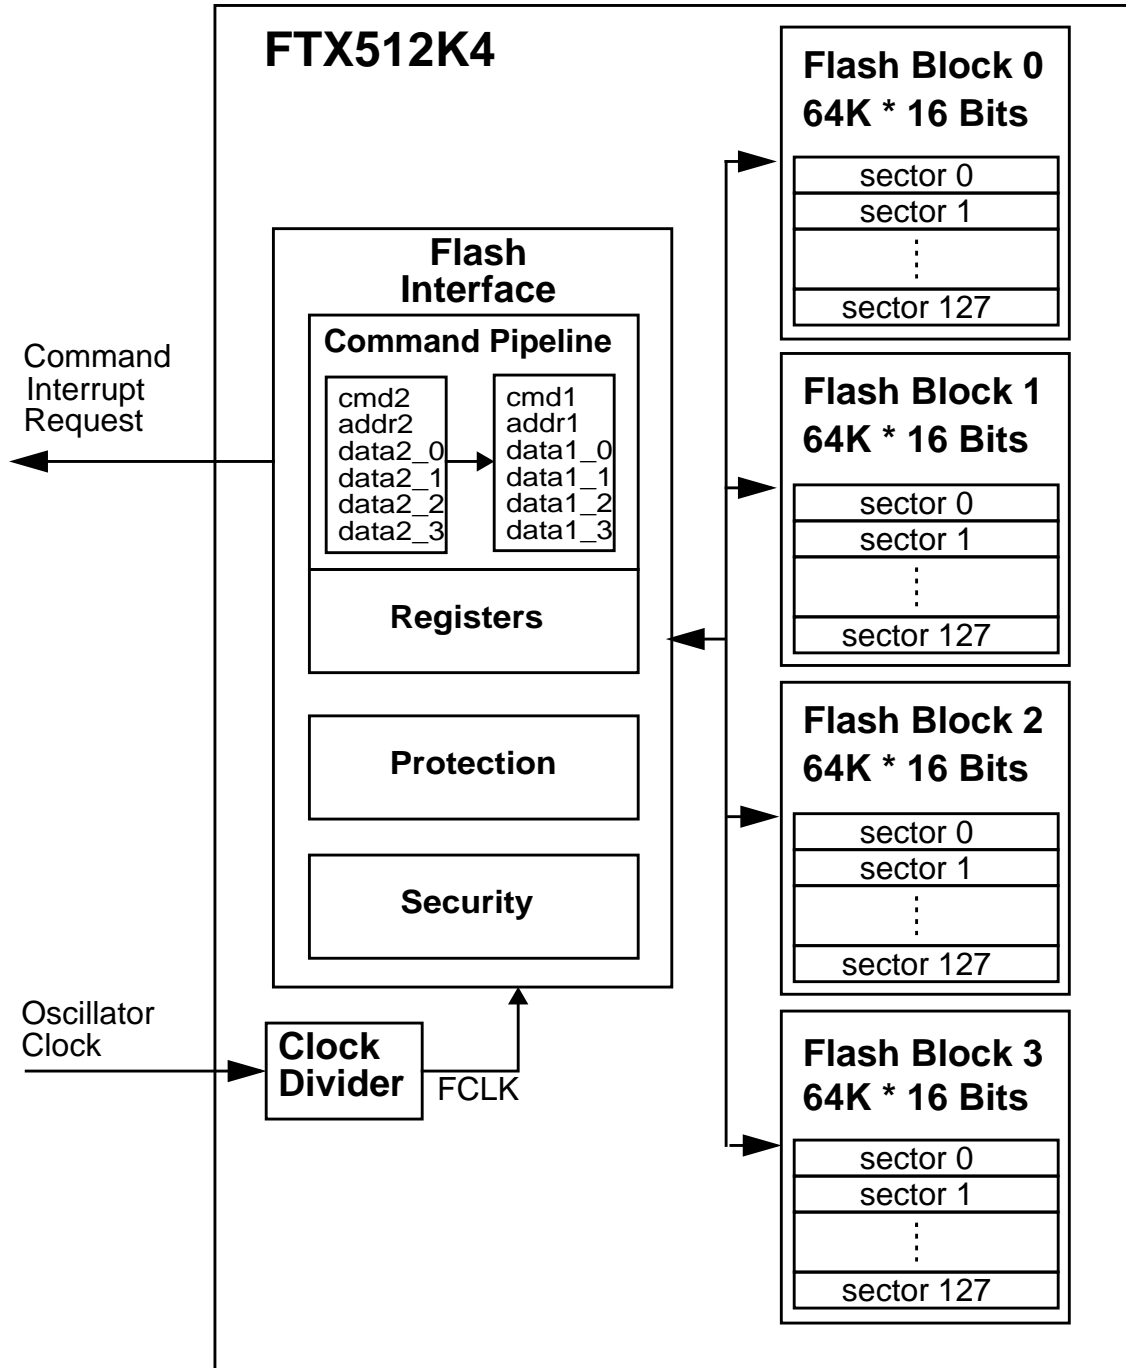 FTX512K4
Flash Block 0
64K * 16 Bits
sector 0
sector 1
sector 127
Flash
Interface
Command Pipeline
cmd2
addr2
data2_0
data2_1
data2_2
data2_3
cmd1
addr1
data1_0
data1_1
data1_2
data1_3
Command
Interrupt
Request
Registers
Protection
Security
Flash Block 1
64K * 16 Bits
sector 0
sector 1
sector 127
Flash Block 2
64K * 16 Bits
sector 0
sector 1
sector 127
Oscillator
Clock
Clock
Divider
FCLK
Flash Block 3
64K * 16 Bits
sector 0
sector 1
sector 127